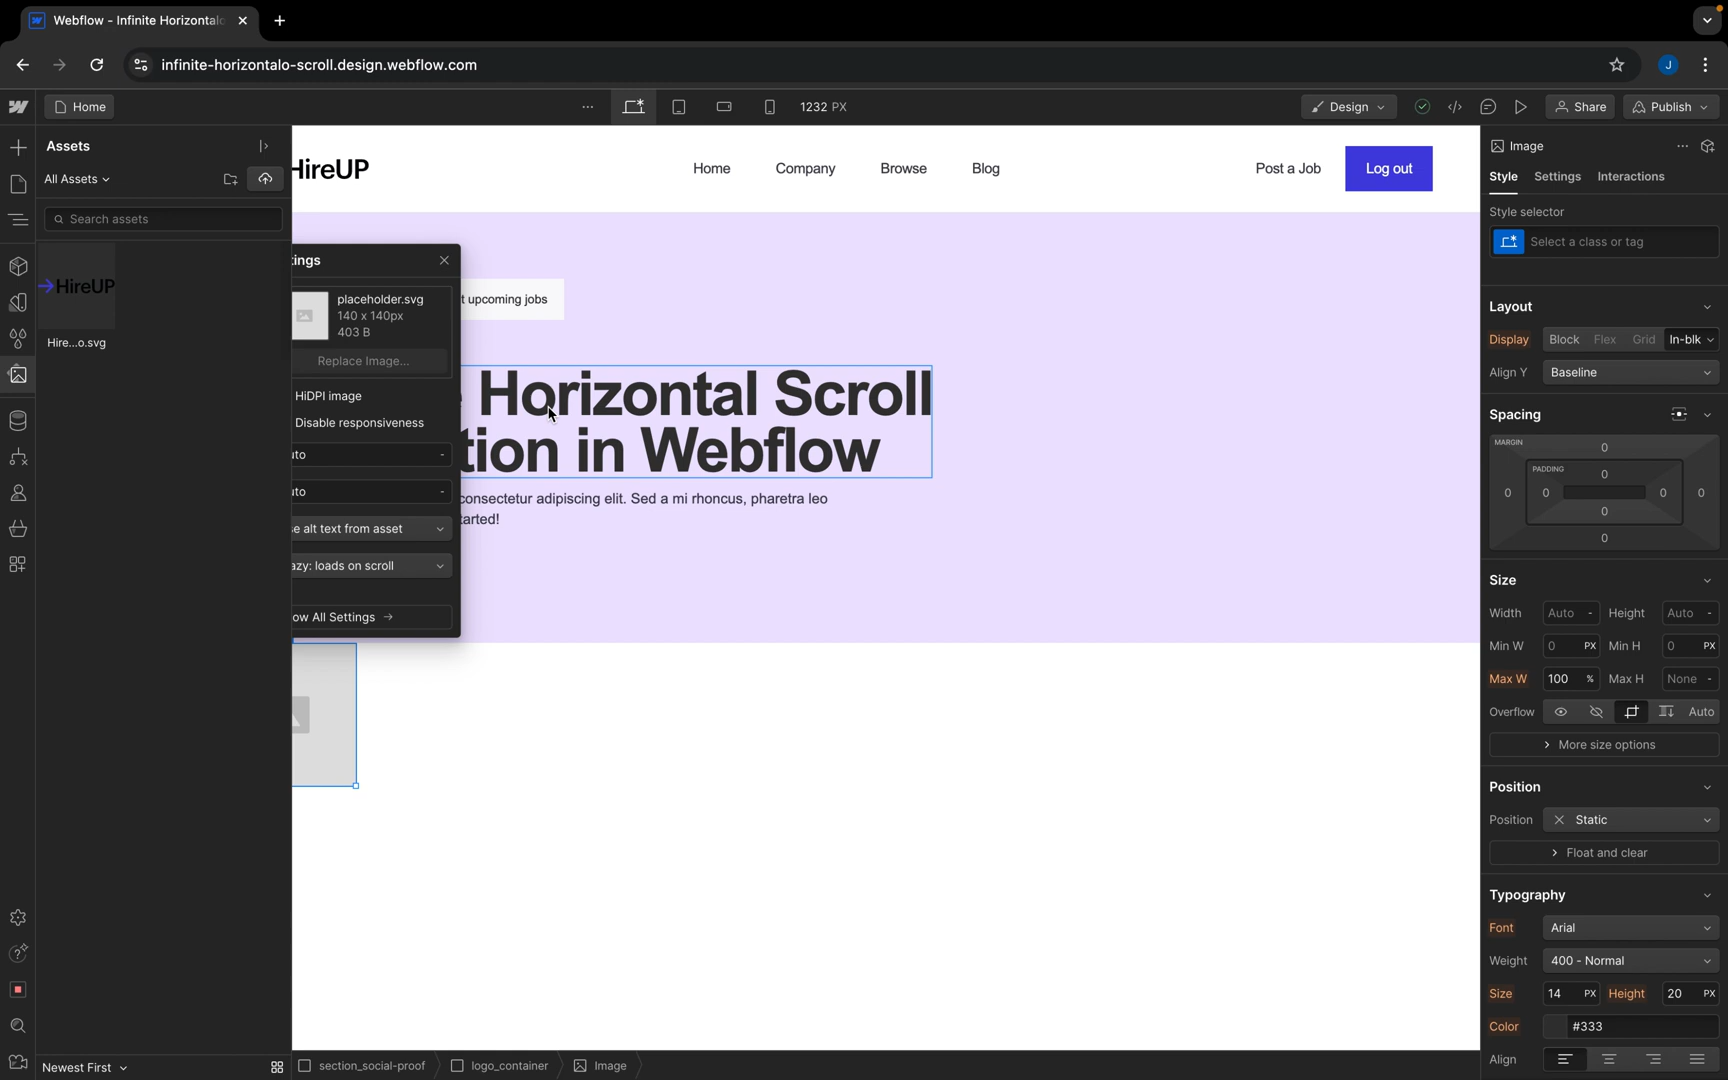 Webflow - Infinite Horizontal
infinite-horizontalo-scroll.design.webflow.com
J
Home
1232 PX
Design
Share
Publish
Assets
All Assets
Search assets
HireUP
Hire...o.svg
Newest First
HireUP
Home
Company
Browse
Blog
Post a Job
Log out
t upcoming jobs
Horizontal Scroll
tion in Webflow
consectetur adipiscing elit. Sed a mi rhoncus, pharetra leo
tarted!
tings
placeholder.svg
140 x 140px
403 B
Replace Image...
HiDPI image
Disable responsiveness
uto
-
uto
-
e alt text from asset
azy: loads on scroll
ow All Settings
section_social-proof
logo_container
Image
Image
Style
Settings
Interactions
Style selector
Select a class or tag
Layout
Display
Block
Flex
Grid
In-blk
Align Y
Baseline
Spacing
MARGIN
0
PADDING
0
0
0
0
0
0
0
Size
Width
Auto -
Height
Auto -
Min W
0 PX
Min H
0 PX
Max W
100 %
Max H
None -
Overflow
Auto
More size options
Position
Position
Static
Float and clear
Typography
Font
Arial
Weight
400 - Normal
Size
14 PX
Height
20 PX
Color
#333
Align